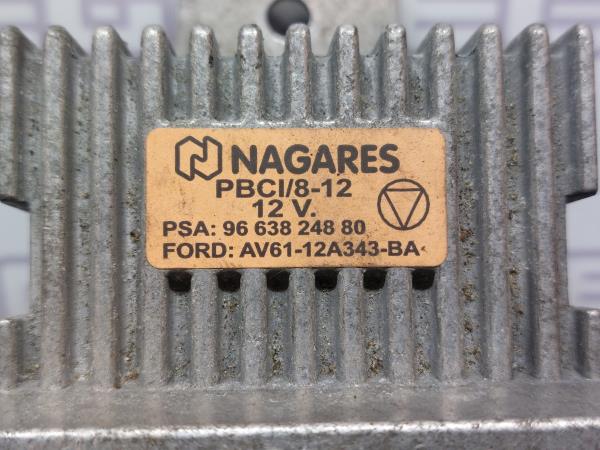 NAGARES
PBCI/8-12
12 V.
PSA: 96 638 248 80
FORD: AV61-12A343-BA